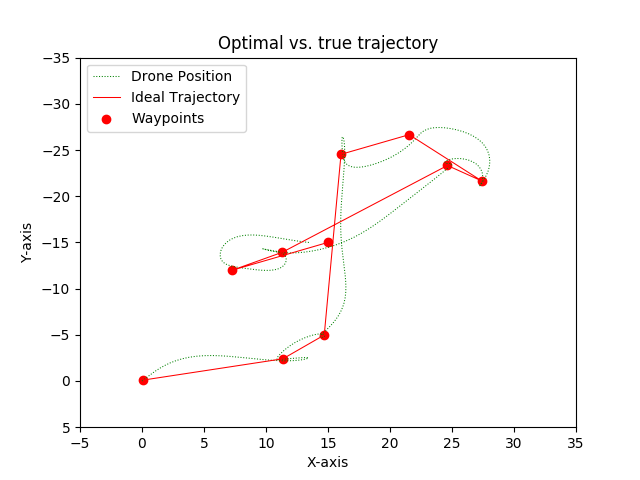 Optimal vs. true trajectory
Drone Position
Ideal Trajectory
Waypoints
−35
−30
−25
−20
−15
−10
−5
0
5
Y-axis
−5 0 5 10 15 20 25 30 35
X-axis